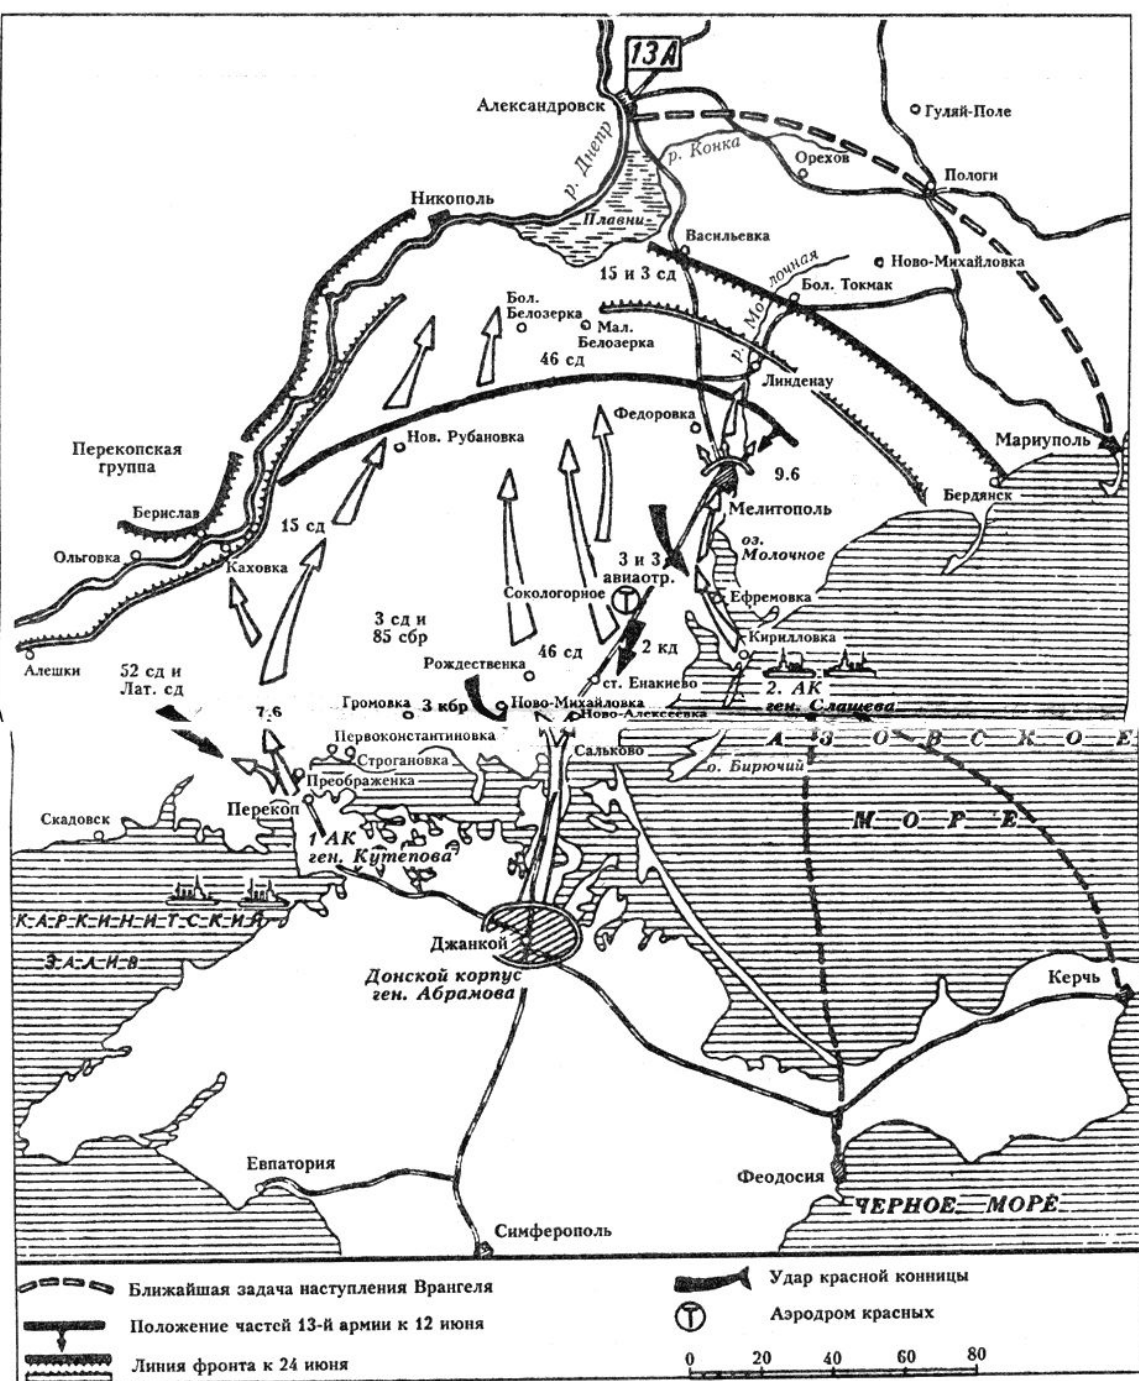 13А
Александровск
Гуляй-Поле
р. Днепр
р. Конка
Орехов
Пологи
Никополь
Плавни
Васильевка
15 и 3 сд
р. Молочная
Ново-Михайловка
Бол. Токмак
Бол.
Белозерка
Мал.
Белозерка
46 сд
Линденау
Федоровка
Нов. Рубановка
Мариуполь
Перекопская
группа
9.6
Бердянск
Берислав
Мелитополь
15 сд
оз.
Молочное
Ольговка
Каховка
3 и 3
авиаотр.
Сокологорное
Т
Ефремовка
3 сд и
85 сбр
Кирилловка
Алешки
52 сд и
Лат. сд
Рождественка
46 сд
2 кд
ст. Енакиево
2. АК
ген. Слащева
Громовка
3 кбр
Ново-Михайловка
Ново-Алексеевка
7.6
Первоконстантиновка
Строгановка
Сальково
АЗОВСКОЕ
о. Бирючий
Преображенка
Перекоп
Скадовск
МОРЕ
1 АК
ген. Кутепова
КАРКИНИТСКИЙ
ЗАЛИВ
Джанкой
Донской корпус
ген. Абрамова
Керчь
Евпатория
Феодосия
ЧЕРНОЕ МОРЕ
Симферополь
Ближайшая задача наступления Врангеля
Удар красной конницы
Положение частей 13-й армии к 12 июня
Т
Аэродром красных
Линия фронта к 24 июня
0 20 40 60 80